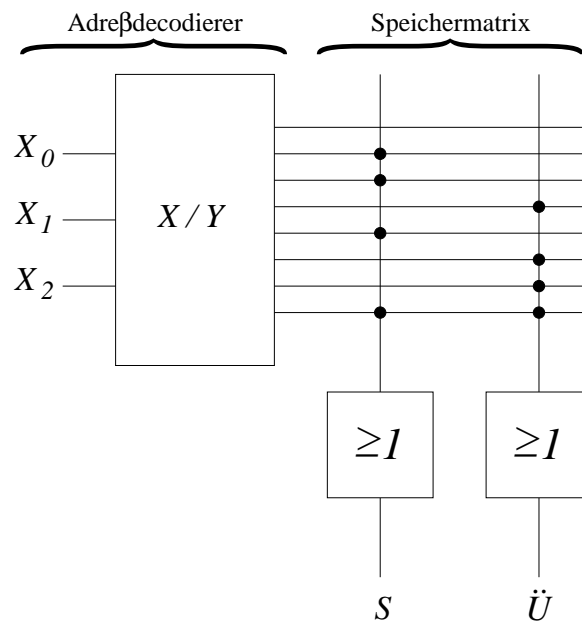 Adreβdecodierer Speichermatrix
X0
X1
X / Y
X2
≥1 ≥1
S Ü